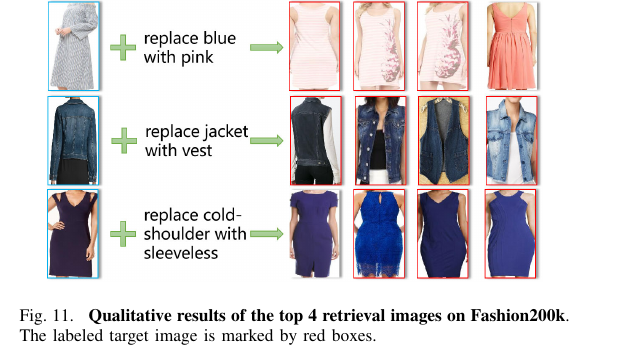 replace blue
with pink
replace jacket
with vest
replace cold-
shoulder with
sleeveless
Fig. 11. Qualitative results of the top 4 retrieval images on Fashion200k.
The labeled target image is marked by red boxes.